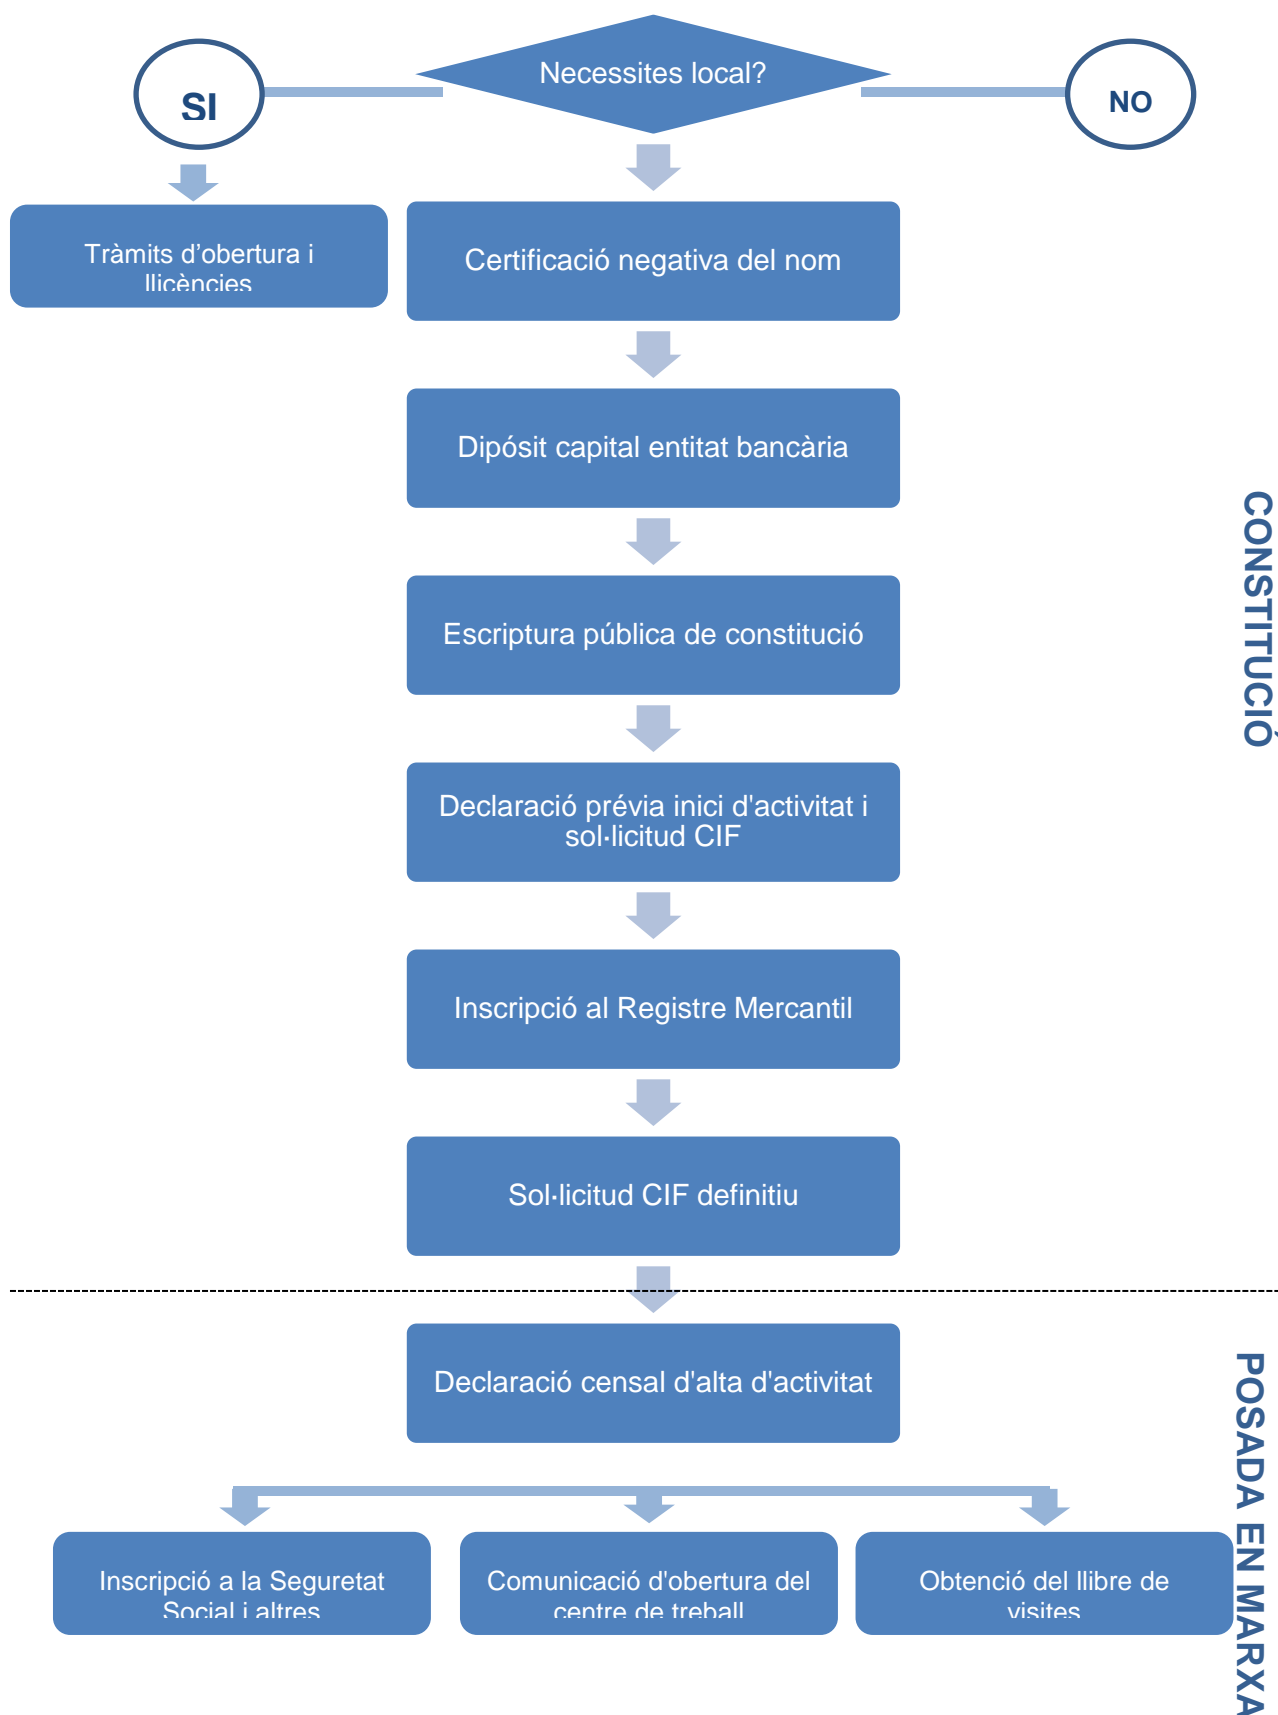 Necessites local?
SI
NO
Tràmits d’obertura i
llicències
Certificació negativa del nom
Dipósit capital entitat bancària
Escriptura pública de constitució
Declaració prévia inici d'activitat i
sol·licitud CIF
Inscripció al Registre Mercantil
Sol·licitud CIF definitiu
CONSTITUCIÓ
Declaració censal d'alta d'activitat
Inscripció a la Seguretat
Social i altres
Comunicació d'obertura del
centre de treball
Obtenció del llibre de
visites
POSADA EN MARXA